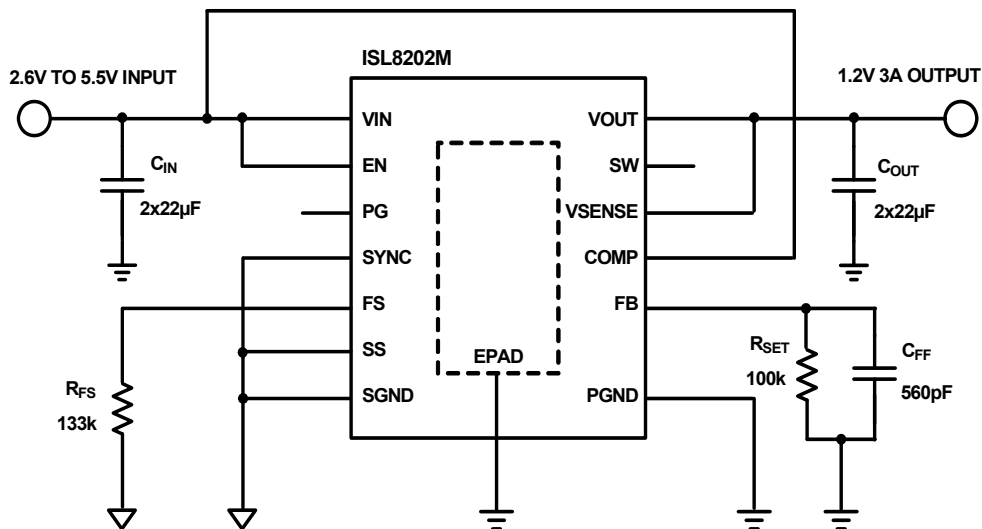 ISL8202M
2.6V TO 5.5V INPUT
1.2V 3A OUTPUT
VIN
VOUT
EN
SW
CIN
2x22µF
COUT
2x22µF
PG
VSENSE
SYNC
COMP
FS
FB
SS
EPAD
RSET
100k
CFF
560pF
RFS
133k
SGND
PGND